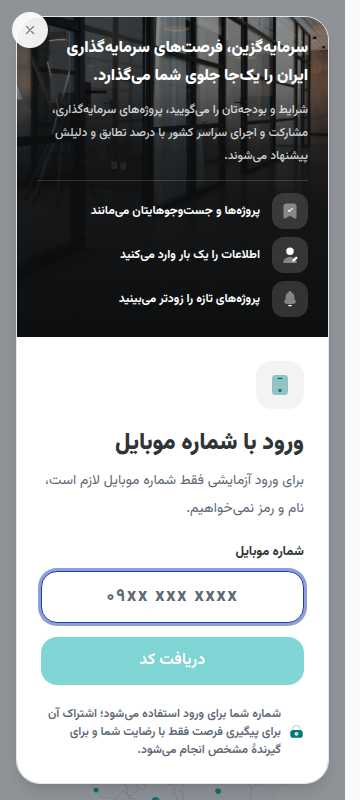 سرمایه‌گزین، فرصت‌های سرمایه‌گذاری
ایران را یک‌جا جلوی شما می‌گذارد.
شرایط و بودجه‌تان را می‌گویید، پروژه‌های سرمایه‌گذاری،
مشارکت و اجرای سراسر کشور با درصد تطابق و دلیلش
پیشنهاد می‌شوند.
پروژه‌ها و جست‌وجوهایتان می‌مانند
اطلاعات را یک بار وارد می‌کنید
پروژه‌های تازه را زودتر می‌بینید
ورود با شماره موبایل
برای ورود آزمایشی فقط شماره موبایل لازم است،
نام و رمز نمی‌خواهیم.
شماره موبایل
۰۹xx xxx xxxx
دریافت کد
شماره شما برای ورود استفاده می‌شود؛ اشتراک آن
برای پیگیری فرصت فقط با رضایت شما و برای
گیرندهٔ مشخص انجام می‌شود.